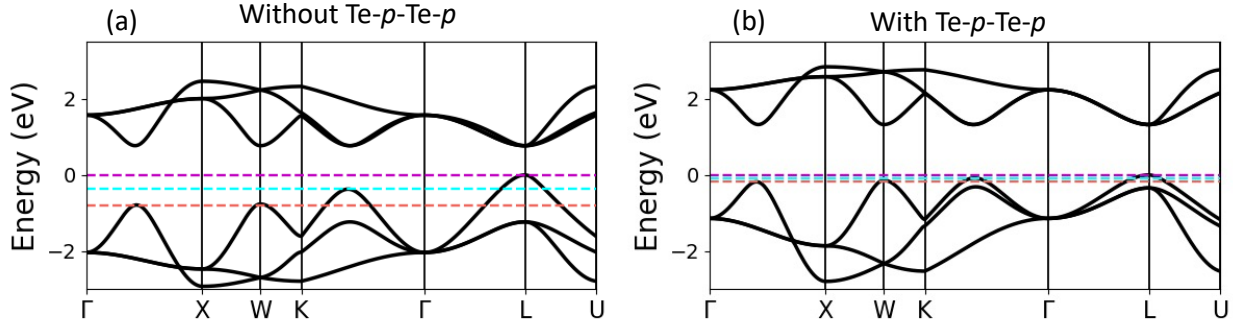 (a) Without Te-p-Te-p
Energy (eV)
2
0
−2
Γ X W K Γ L U
(b) With Te-p-Te-p
Energy (eV)
2
0
−2
Γ X W K Γ L U